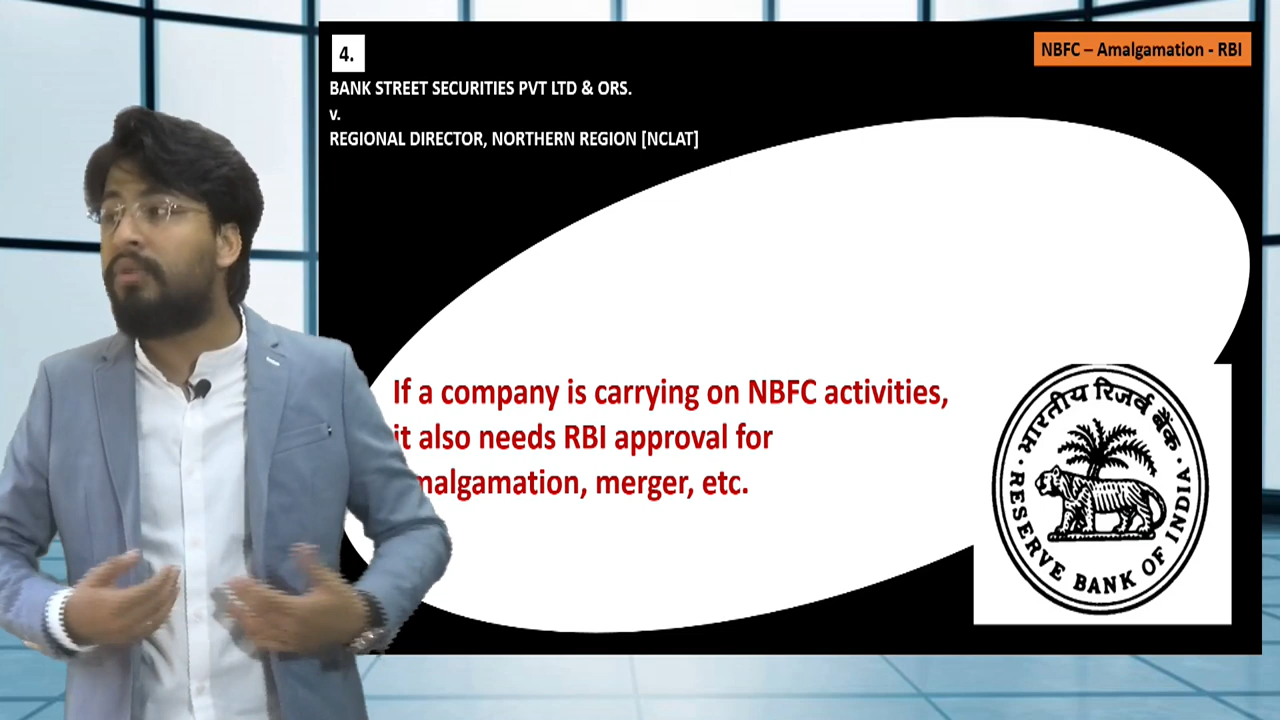 4.
NBFC – Amalgamation - RBI
BANK STREET SECURITIES PVT LTD & ORS.
v.
REGIONAL DIRECTOR, NORTHERN REGION [NCLAT]
If a company is carrying on NBFC activities,
it also needs RBI approval for
malgamation, merger, etc.
भारतीय रिज़र्व बैंक
RESERVE BANK OF INDIA